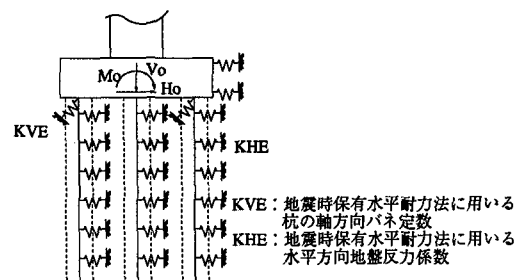 Mo
Vo
Ho
KVE
KHE
KVE：地震時保有水平耐力法に用いる
杭の軸方向バネ定数
KHE：地震時保有水平耐力法に用いる
水平方向地盤反力係数